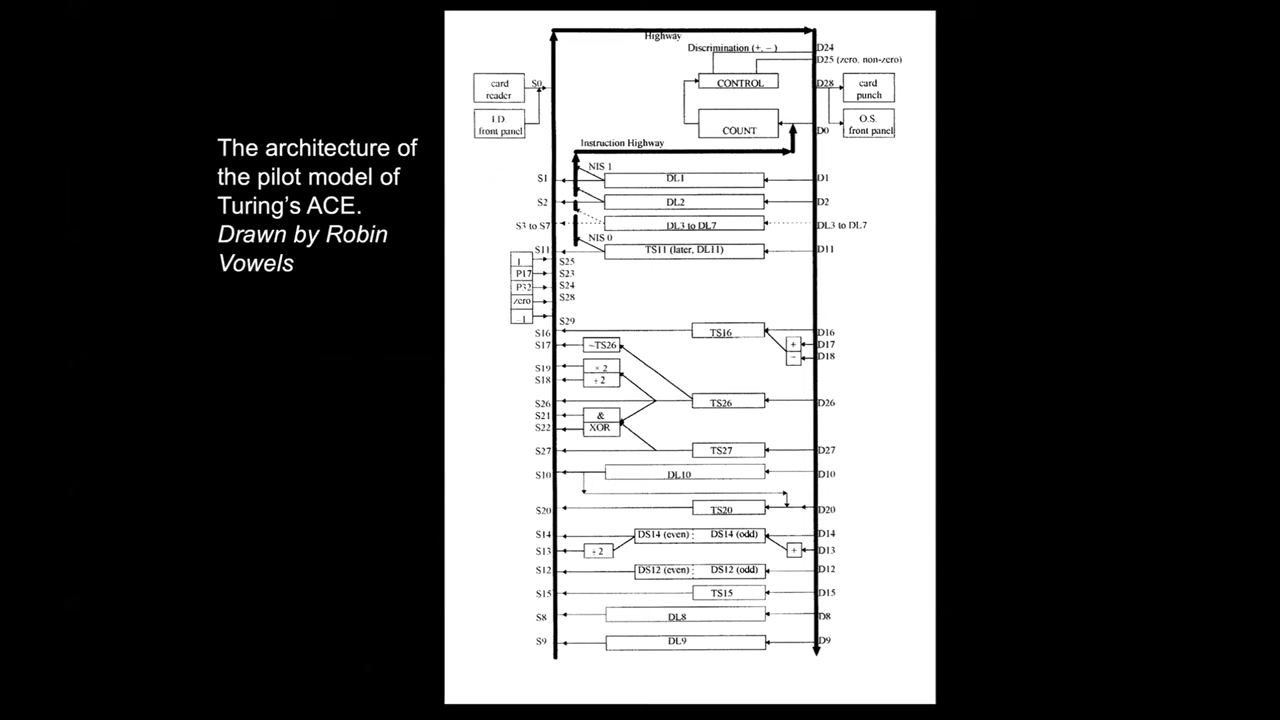 The architecture of
the pilot model of
Turing's ACE.
Drawn by Robin
Vowels
Highway
Discrimination (+, − )
D24
D25 (zero, non-zero)
card
reader
S0
CONTROL
D28
card
punch
I.D.
front panel
COUNT
D0
O.S.
front panel
Instruction Highway
NIS 1
S1
DL1
D1
S2
DL2
D2
S3 to S7
DL3 to DL7
DL3 to DL7
NIS 0
S11
TS11 (later, DL11)
D11
1
S25
P17
S23
P32
S24
zero
S28
−1
S29
S16
TS16
D16
S17
~TS26
+
D17
−
D18
S19
× 2
S18
÷ 2
S26
TS26
D26
S21
&
S22
XOR
S27
TS27
D27
S10
DL10
D10
S20
TS20
D20
S14
DS14 (even)
DS14 (odd)
D14
S13
÷ 2
+
D13
S12
DS12 (even)
DS12 (odd)
D12
S15
TS15
D15
S8
DL8
D8
S9
DL9
D9